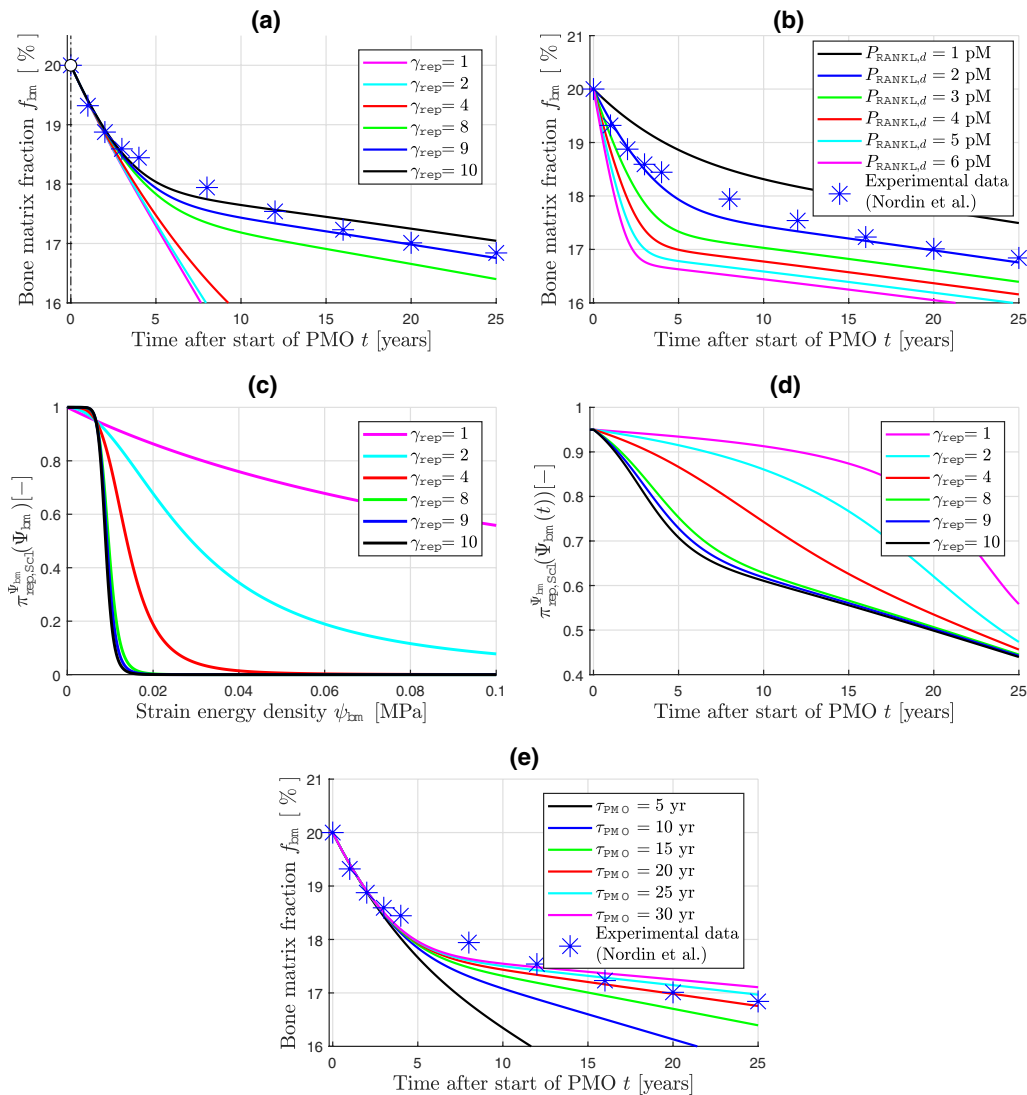 (a)
Bone matrix fraction f_bm [ % ]
20
19
18
17
16
0 5 10 15 20 25
Time after start of PMO t [years]
γ_rep = 1
γ_rep = 2
γ_rep = 4
γ_rep = 8
γ_rep = 9
γ_rep = 10
(b)
Bone matrix fraction f_bm [ % ]
21
20
19
18
17
16
0 5 10 15 20 25
Time after start of PMO t [years]
P_RANKL,d = 1 pM
P_RANKL,d = 2 pM
P_RANKL,d = 3 pM
P_RANKL,d = 4 pM
P_RANKL,d = 5 pM
P_RANKL,d = 6 pM
Experimental data
(Nordin et al.)
(c)
π^Ψbm_rep,Scl(Ψ_bm)[−]
1
0.8
0.6
0.4
0.2
0
0 0.02 0.04 0.06 0.08 0.1
Strain energy density ψ_bm [MPa]
γ_rep= 1
γ_rep= 2
γ_rep= 4
γ_rep= 8
γ_rep= 9
γ_rep= 10
(d)
π^Ψbm_rep,Scl(Ψ_bm(t))[−]
1
0.9
0.8
0.7
0.6
0.5
0.4
0 5 10 15 20 25
Time after start of PMO t [years]
γ_rep= 1
γ_rep= 2
γ_rep= 4
γ_rep= 8
γ_rep= 9
γ_rep= 10
(e)
Bone matrix fraction f_bm [ % ]
21
20
19
18
17
16
0 5 10 15 20 25
Time after start of PMO t [years]
τ_PMO = 5 yr
τ_PMO = 10 yr
τ_PMO = 15 yr
τ_PMO = 20 yr
τ_PMO = 25 yr
τ_PMO = 30 yr
Experimental data
(Nordin et al.)